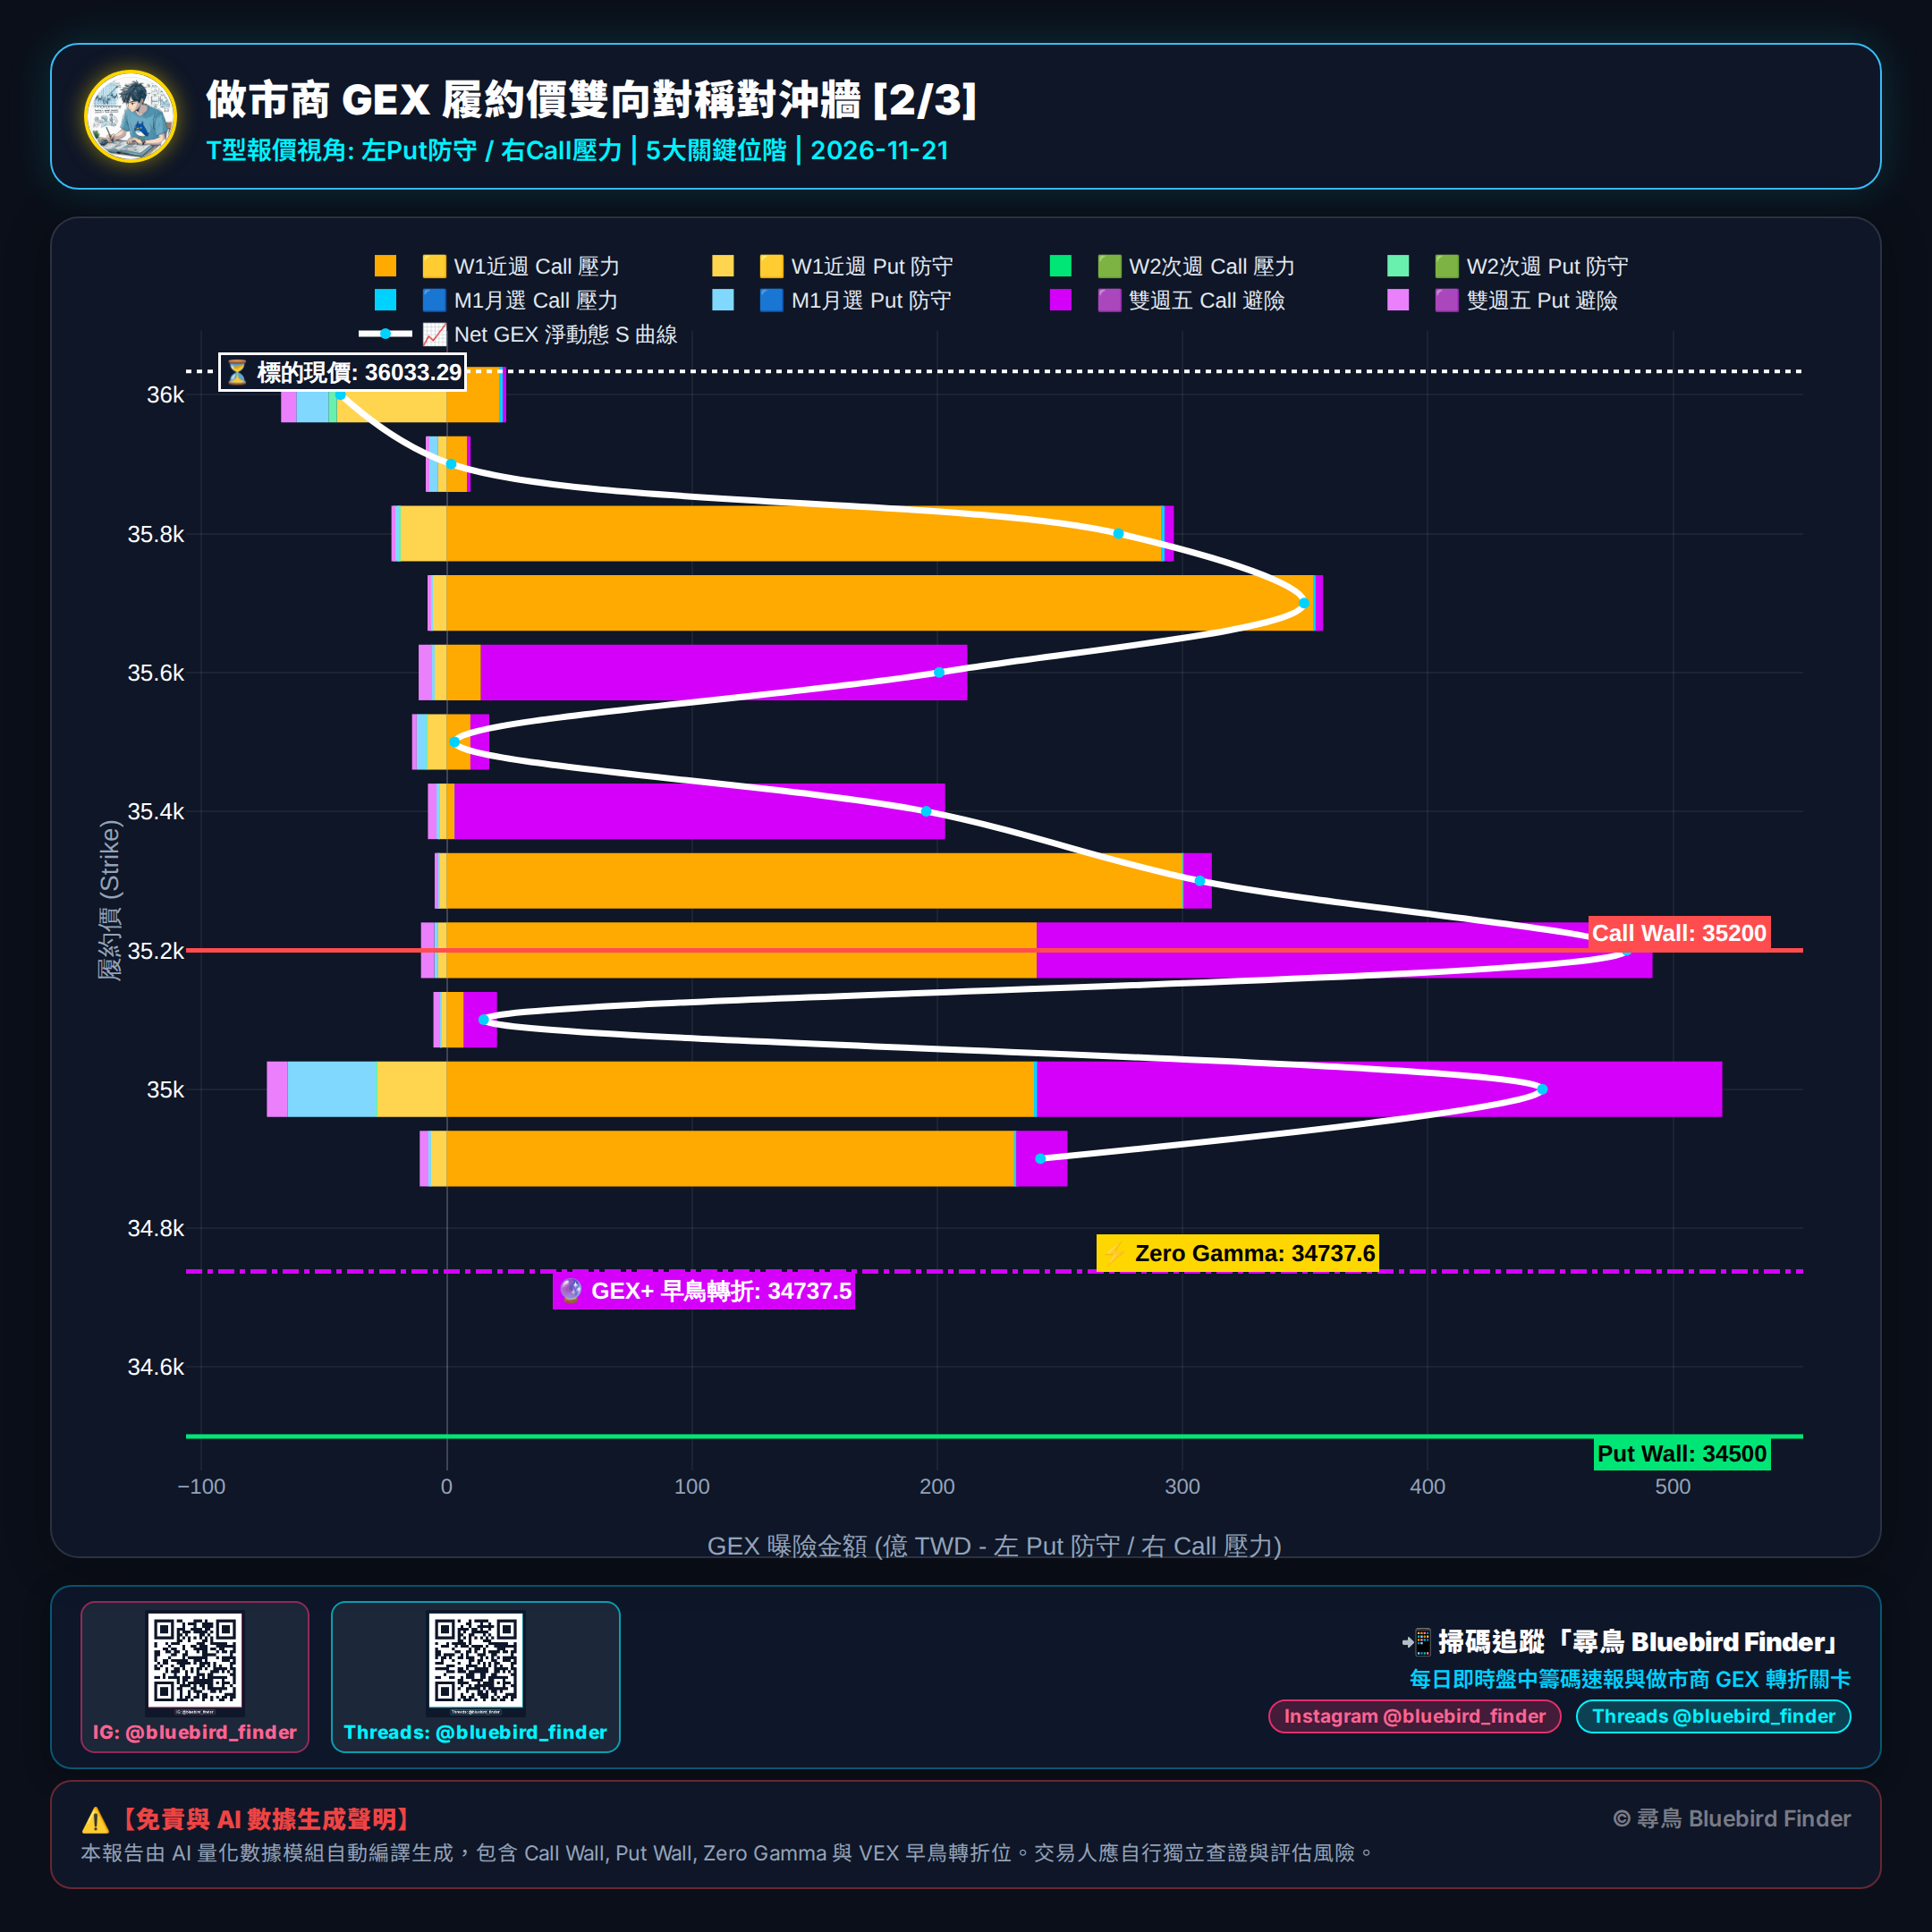 做市商 GEX 履約價雙向對稱對沖牆 [2/3]
T型報價視角: 左Put防守 / 右Call壓力 | 5大關鍵位階 | 2026-11-21
W1近週 Call 壓力
W1近週 Put 防守
W2次週 Call 壓力
W2次週 Put 防守
M1月選 Call 壓力
M1月選 Put 防守
雙週五 Call 避險
雙週五 Put 避險
Net GEX 淨動態 S 曲線
標的現價: 36033.29
36k
35.8k
35.6k
35.4k
35.2k
35k
34.8k
34.6k
履約價 (Strike)
Call Wall: 35200
Zero Gamma: 34737.6
GEX+ 早鳥轉折: 34737.5
Put Wall: 34500
−100
0
100
200
300
400
500
GEX 曝險金額 (億 TWD - 左 Put 防守 / 右 Call 壓力)
IG: @bluebird_finder
Threads: @bluebird_finder
IG: @bluebird_finder
Threads: @bluebird_finder
掃碼追蹤「尋鳥 Bluebird Finder」
每日即時盤中籌碼速報與做市商 GEX 轉折關卡
Instagram @bluebird_finder
Threads @bluebird_finder
【免責與 AI 數據生成聲明】
© 尋鳥 Bluebird Finder
本報告由 AI 量化數據模組自動編譯生成，包含 Call Wall, Put Wall, Zero Gamma 與 VEX 早鳥轉折位。交易人應自行獨立查證與評估風險。